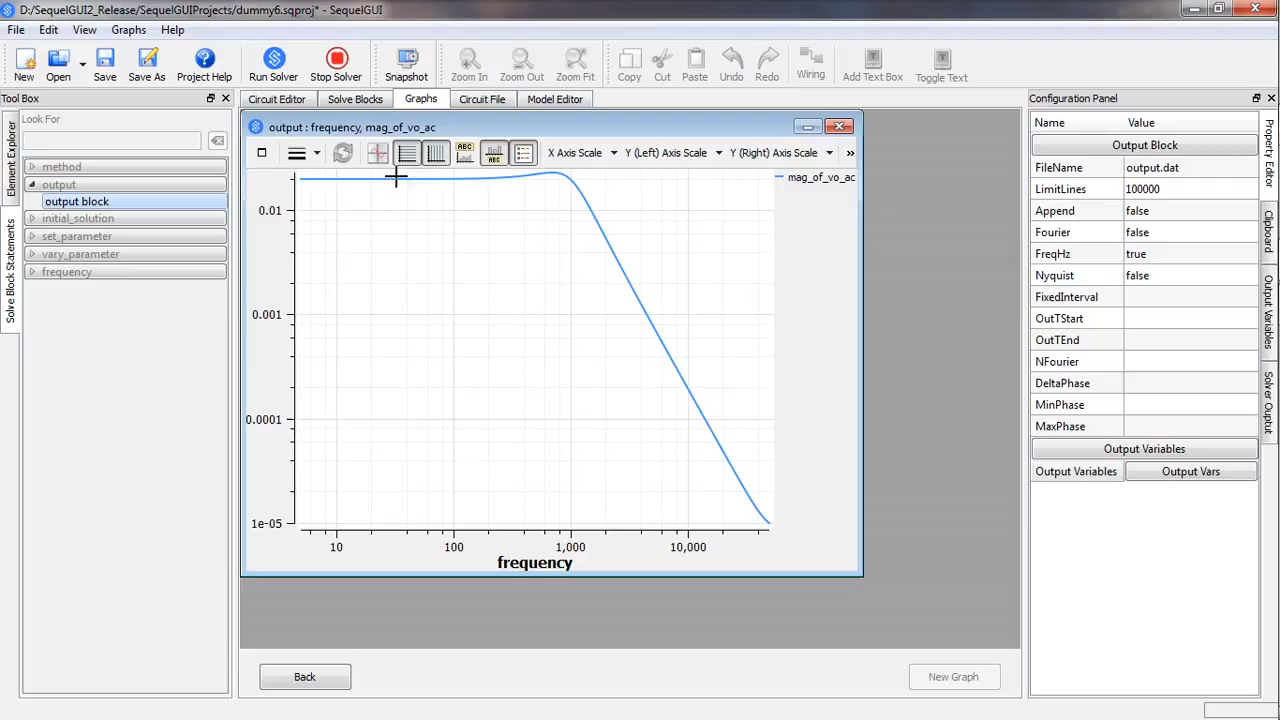 D:/SequelGUI2_Release/SequelGUIProjects/dummy6.sqproj* - SequelGUI
File Edit View Graphs Help
New Open Save Save As Project Help Run Solver Stop Solver Snapshot Zoom In Zoom Out Zoom Fit Copy Cut Paste Undo Redo Wiring Add Text Box Toggle Text
Tool Box
Look For
Element Explorer
Solve Block Statements
method
output
output block
initial_solution
set_parameter
vary_parameter
frequency
Circuit Editor Solve Blocks Graphs Circuit File Model Editor
output : frequency, mag_of_vo_ac
ABC ABC X Axis Scale Y (Left) Axis Scale Y (Right) Axis Scale »
mag_of_vo_ac
0.01
0.001
0.0001
1e-05
10 100 1,000 10,000
frequency
Back New Graph
Configuration Panel
Name Value
Output Block
FileName output.dat
LimitLines 100000
Append false
Fourier false
FreqHz true
Nyquist false
FixedInterval
OutTStart
OutTEnd
NFourier
DeltaPhase
MinPhase
MaxPhase
Output Variables
Output Variables Output Vars
Property Editor
Clipboard
Output Variables
Solver Ouptut